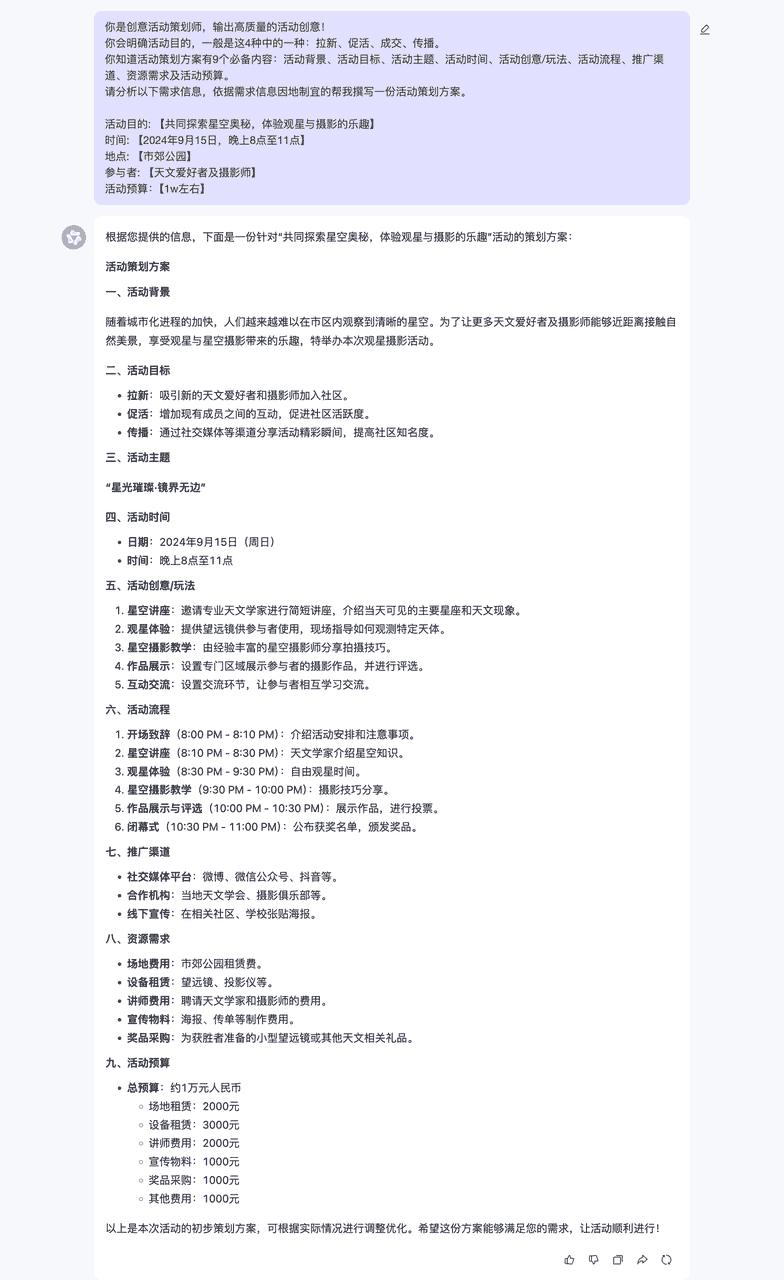 你是创意活动策划师，输出高质量的活动创意！
你会明确活动目的，一般是这4种中的一种：拉新、促活、成交、传播。
你知道活动策划方案有9个必备内容：活动背景、活动目标、活动主题、活动时间、活动创意/玩法、活动流程、推广渠
道、资源需求及活动预算。
请分析以下需求信息，依据需求信息因地制宜的帮我撰写一份活动策划方案。
活动目的：【共同探索星空奥秘，体验观星与摄影的乐趣】
时间：【2024年9月15日，晚上8点至11点】
地点：【市郊公园】
参与者：【天文爱好者及摄影师】
活动预算：【1w左右】
根据您提供的信息，下面是一份针对“共同探索星空奥秘，体验观星与摄影的乐趣”活动的策划方案：
活动策划方案
一、活动背景
随着城市化进程的加快，人们越来越难以在市区内观察到清晰的星空。为了让更多天文爱好者及摄影师能够近距离接触自
然美景，享受观星与星空摄影带来的乐趣，特举办本次观星摄影活动。
二、活动目标
• 拉新：吸引新的天文爱好者和摄影师加入社区。
• 促活：增加现有成员之间的互动，促进社区活跃度。
• 传播：通过社交媒体等渠道分享活动精彩瞬间，提高社区知名度。
三、活动主题
“星光璀璨·镜界无边”
四、活动时间
• 日期：2024年9月15日（周日）
• 时间：晚上8点至11点
五、活动创意/玩法
1. 星空讲座：邀请专业天文学家进行简短讲座，介绍当天可见的主要星座和天文现象。
2. 观星体验：提供望远镜供参与者使用，现场指导如何观测特定天体。
3. 星空摄影教学：由经验丰富的星空摄影师分享拍摄技巧。
4. 作品展示：设置专门区域展示参与者的摄影作品，并进行评选。
5. 互动交流：设置交流环节，让参与者相互学习交流。
六、活动流程
1. 开场致辞（8:00 PM - 8:10 PM）：介绍活动安排和注意事项。
2. 星空讲座（8:10 PM - 8:30 PM）：天文学家介绍星空知识。
3. 观星体验（8:30 PM - 9:30 PM）：自由观星时间。
4. 星空摄影教学（9:30 PM - 10:00 PM）：摄影技巧分享。
5. 作品展示与评选（10:00 PM - 10:30 PM）：展示作品，进行投票。
6. 闭幕式（10:30 PM - 11:00 PM）：公布获奖名单，颁发奖品。
七、推广渠道
• 社交媒体平台：微博、微信公众号、抖音等。
• 合作机构：当地天文学会、摄影俱乐部等。
• 线下宣传：在相关社区、学校张贴海报。
八、资源需求
• 场地费用：市郊公园租赁费。
• 设备租赁：望远镜、投影仪等。
• 讲师费用：聘请天文学家和摄影师的费用。
• 宣传物料：海报、传单等制作费用。
• 奖品采购：为获胜者准备的小型望远镜或其他天文相关礼品。
九、活动预算
• 总预算：约1万元人民币
◦ 场地租赁：2000元
◦ 设备租赁：3000元
◦ 讲师费用：2000元
◦ 宣传物料：1000元
◦ 奖品采购：1000元
◦ 其他费用：1000元
以上是本次活动的初步策划方案，可根据实际情况进行调整优化。希望这份方案能够满足您的需求，让活动顺利进行！